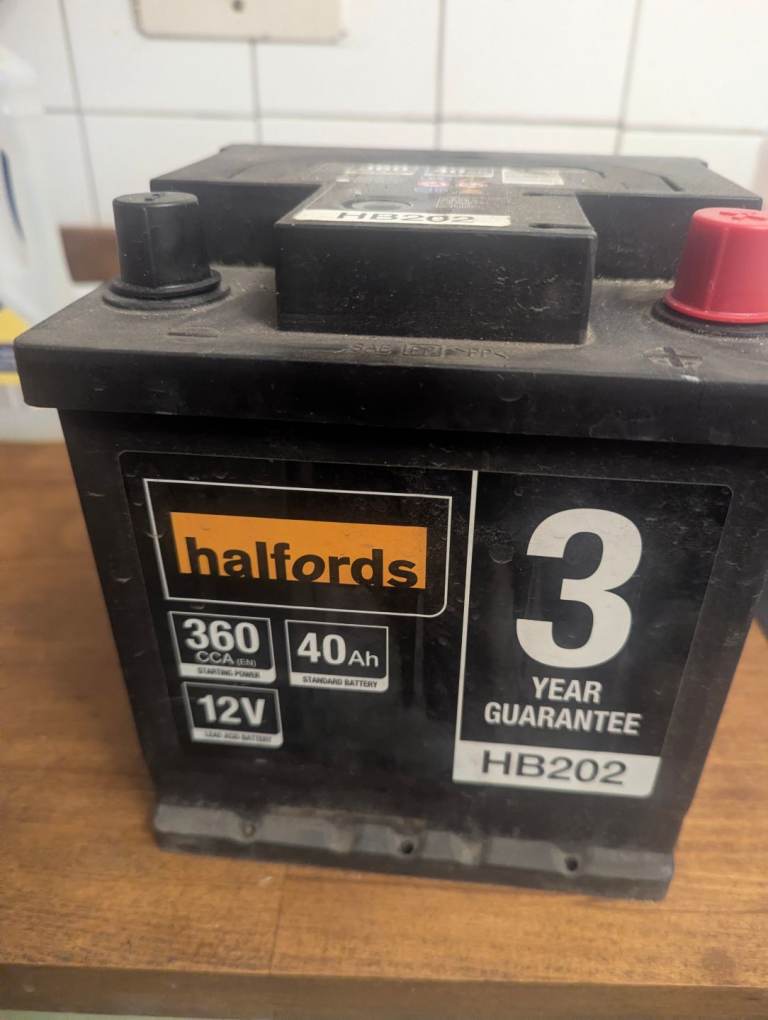 HB202
halfords
360
CCA (EN)
STARTING POWER
40Ah
STANDARD BATTERY
12V
LEAD ACID BATTERY
3
YEAR
GUARANTEE
HB202